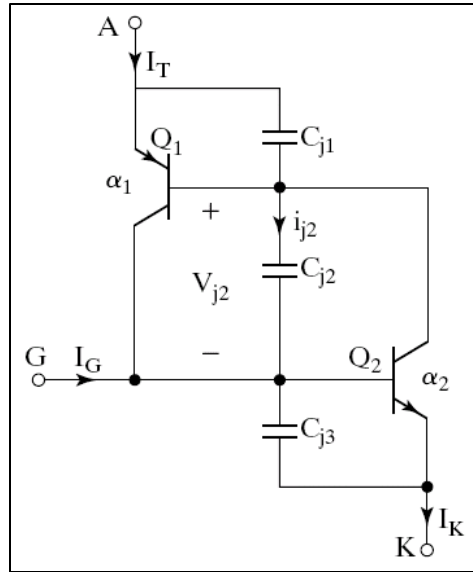 A
I_T
C_j1
Q_1
α_1
+
i_j2
C_j2
V_j2
−
G
I_G
Q_2
α_2
C_j3
I_K
K